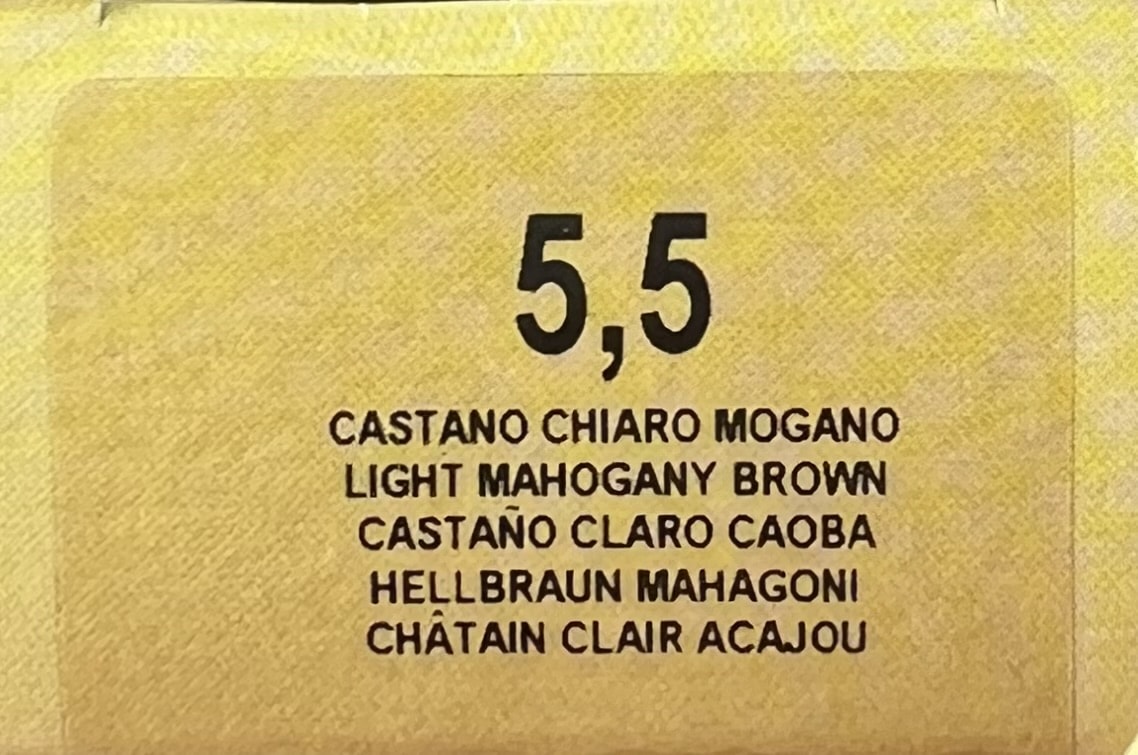 5,5
CASTANO CHIARO MOGANO
LIGHT MAHOGANY BROWN
CASTAÑO CLARO CAOBA
HELLBRAUN MAHAGONI
CHÂTAIN CLAIR ACAJOU